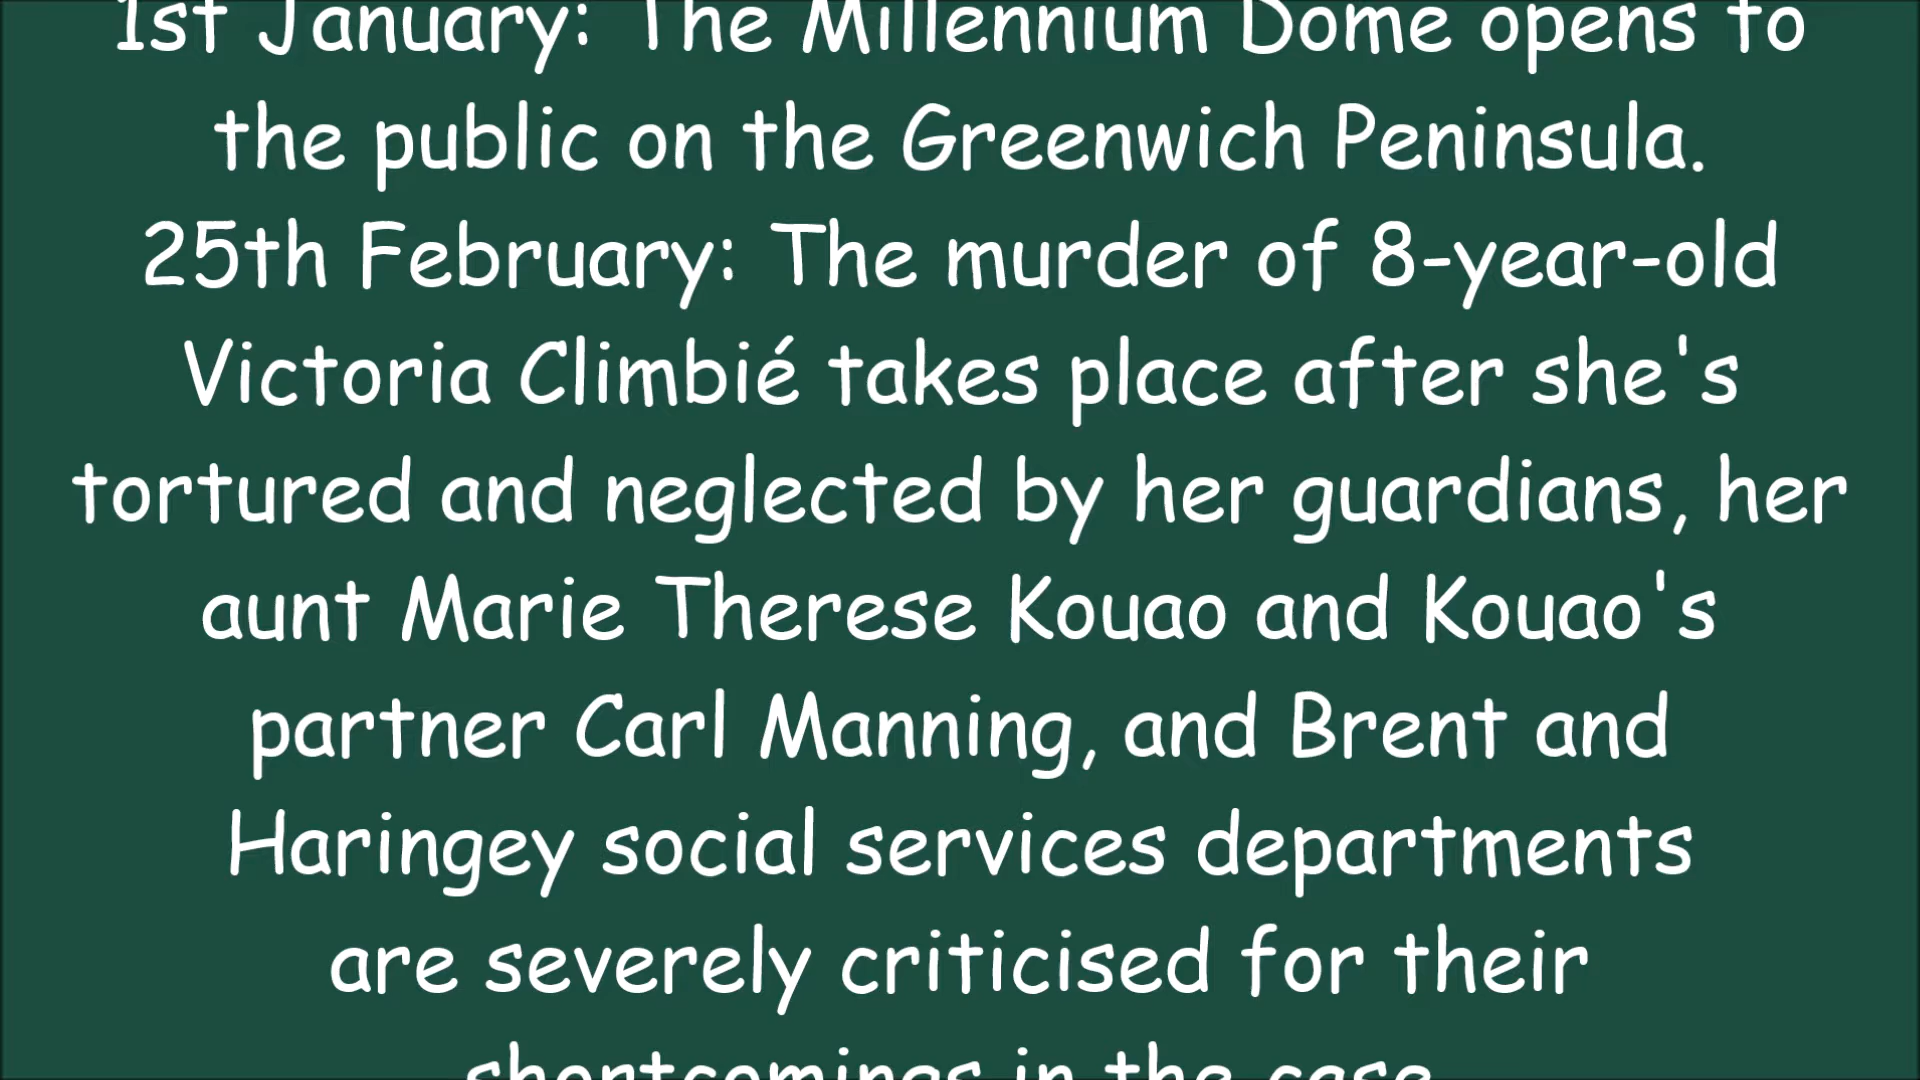 1st January: The Millennium Dome opens to
the public on the Greenwich Peninsula.
25th February: The murder of 8-year-old
Victoria Climbié takes place after she's
tortured and neglected by her guardians, her
aunt Marie Therese Kouao and Kouao's
partner Carl Manning, and Brent and
Haringey social services departments
are severely criticised for their
shortcomings in the case.